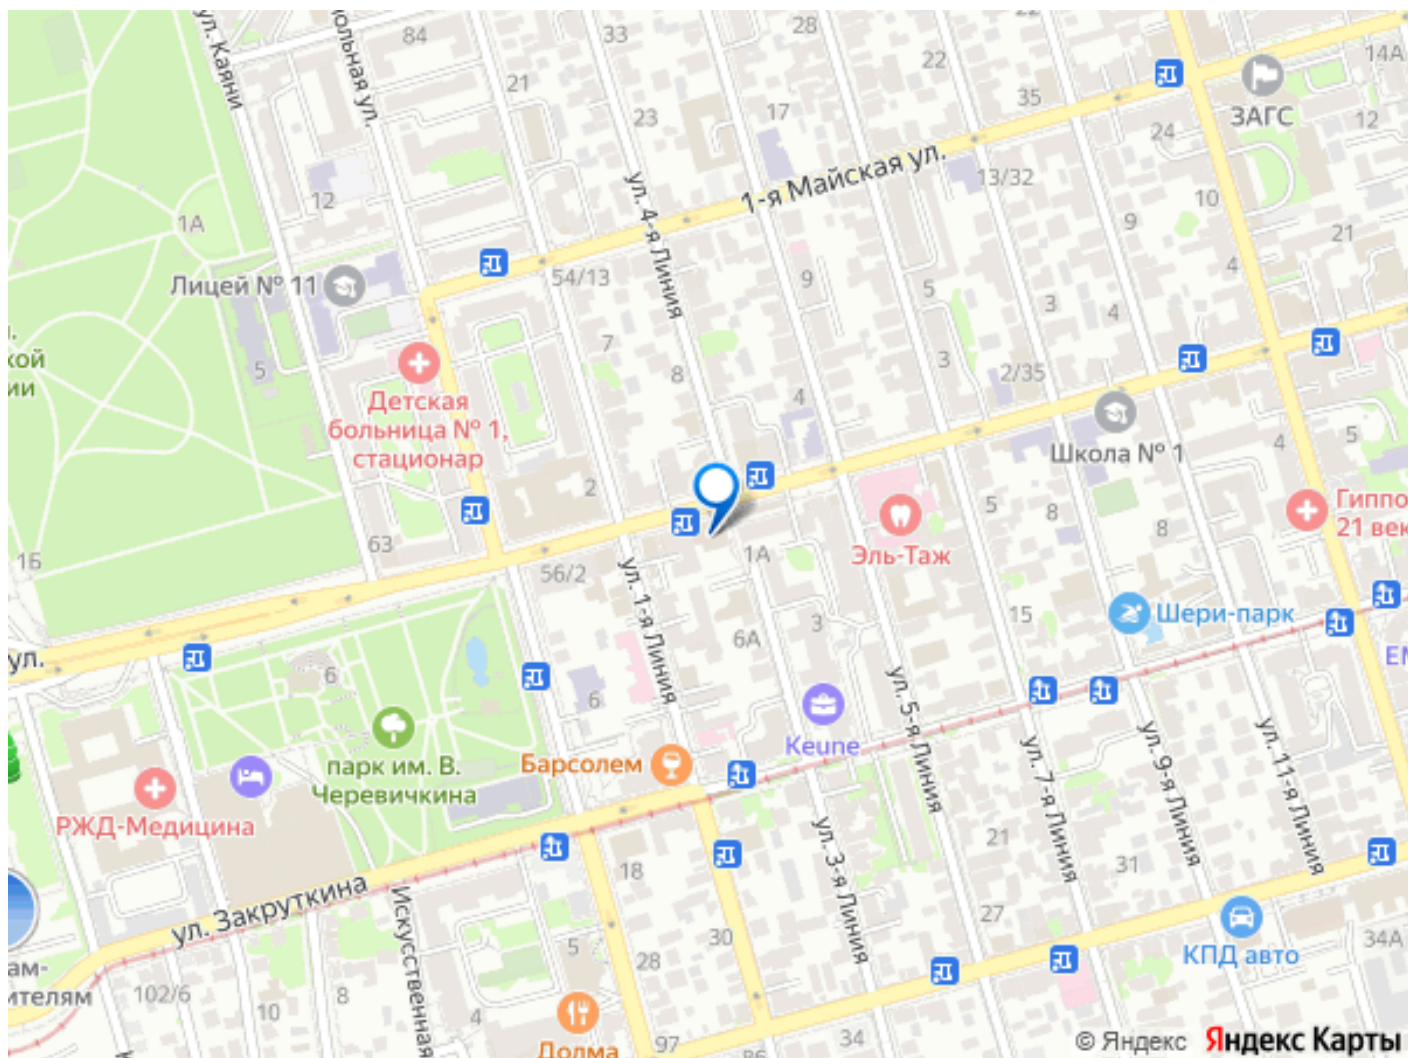 ул. Каяни
84
33
28
22
14А
21
17
35
ЗАГС
23
24
12
ул. 4-я Линия
1-я Майская ул.
13/32
12
1А
9
10
21
Лицей № 11
54/13
9
5
4
3
4
5
7
8
3
2/35
Детская
больница № 1,
стационар
4
Школа № 1
4
5
2
5
8
8
Гиппо
21 век
1Б
63
56/2
1А
Эль-Таж
ул. 1-я Линия
15
Шери-парк
6А
3
ул.
6
6
ул. 5-я Линия
Keune
парк им. В.
Черевичкина
Барсолем
ул. 7-я Линия
ул. 9-я Линия
ул. 11-я Линия
РЖД-Медицина
ул. 3-я Линия
21
18
31
ул. Закруткина
Искусственная
27
5
30
28
34А
КПД авто
102/6
10
8
4
Долма
97
34
© Яндекс Яндекс Карты